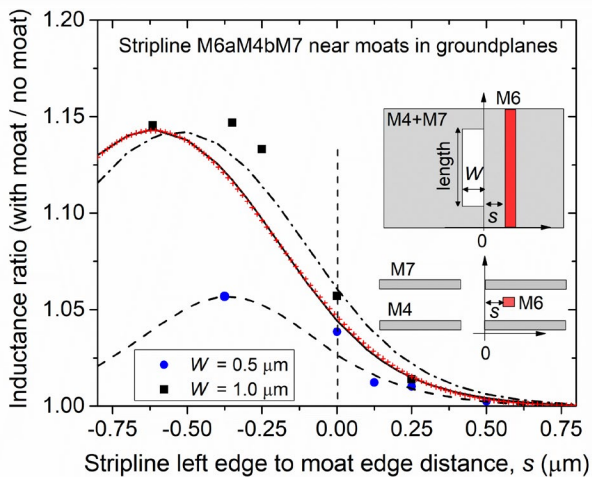 Stripline M6aM4bM7 near moats in groundplanes
Inductance ratio (with moat / no moat)
1.20
1.15
1.10
1.05
1.00
M6
M4+M7
length
W
s
0
M7
M4
s
M6
0
W = 0.5 μm
W = 1.0 μm
-0.75
-0.50
-0.25
0.00
0.25
0.50
0.75
Stripline left edge to moat edge distance, s (μm)